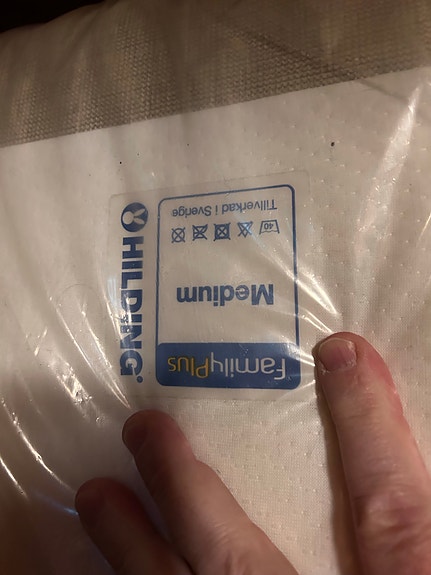 FamilyPlus
Medium
40
Tillverkad i Sverige
HILDING